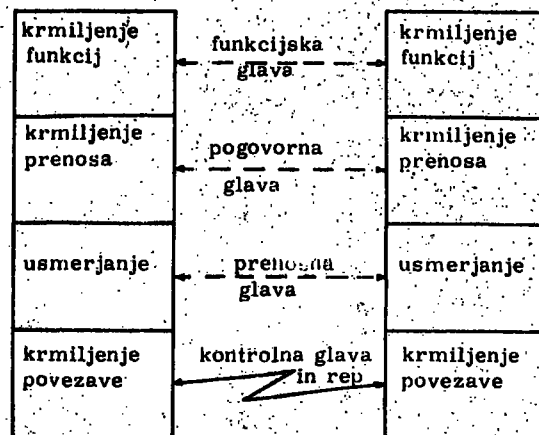 krmiljenje
funkcij
funkcijska
glava
krmiljenje
funkcij
krmiljenje
prenosa
pogovorna
glava
krmiljenje
prenosa
usmerjanje
prenosna
glava
usmerjanje
krmiljenje
povezave
kontrolna glava
in rep
krmiljenje
povezave